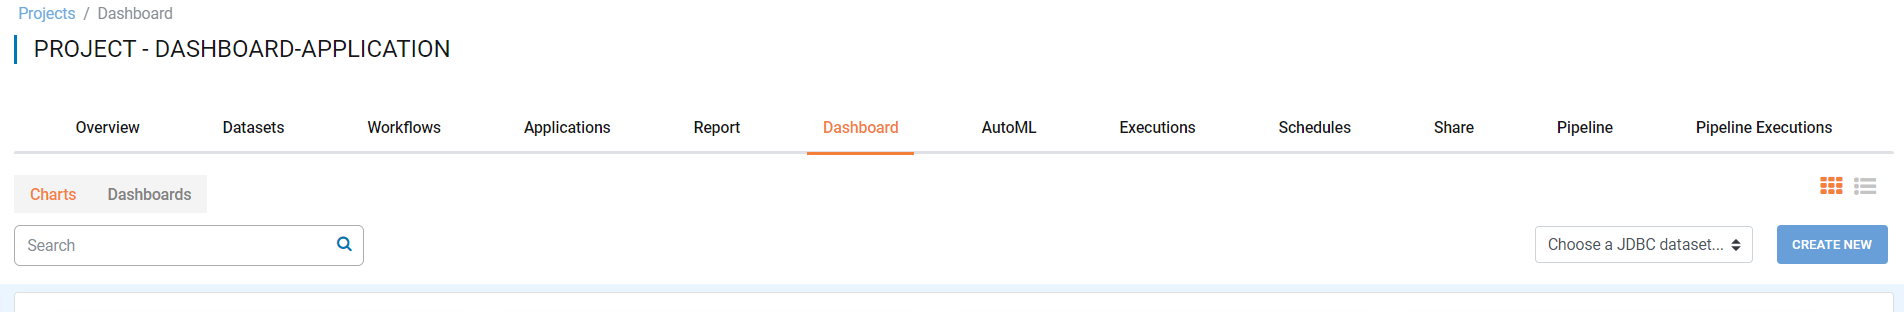 Projects / Dashboard
PROJECT - DASHBOARD-APPLICATION
Overview Datasets Workflows Applications Report Dashboard AutoML Executions Schedules Share Pipeline Pipeline Executions
Charts Dashboards
Search Choose a JDBC dataset... CREATE NEW